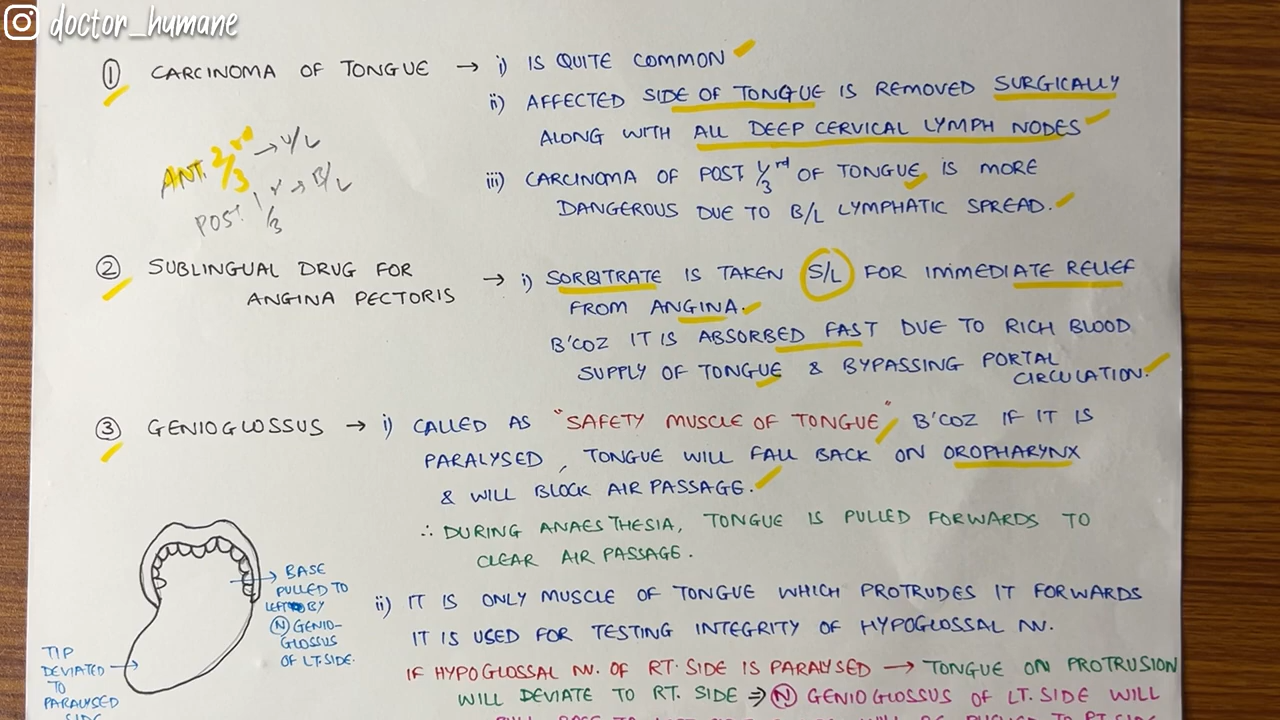 doctor_humane
① CARCINOMA OF TONGUE → i) IS QUITE COMMON
ii) AFFECTED SIDE OF TONGUE IS REMOVED SURGICALLY
ALONG WITH ALL DEEP CERVICAL LYMPH NODES
ANT. 2/3rd → U/L
POST. 1/3 → B/L
iii) CARCINOMA OF POST 1/3rd OF TONGUE IS MORE
DANGEROUS DUE TO B/L LYMPHATIC SPREAD.
② SUBLINGUAL DRUG FOR
ANGINA PECTORIS → i) SORBITRATE IS TAKEN S/L FOR IMMEDIATE RELIEF
FROM ANGINA.
B'COZ IT IS ABSORBED FAST DUE TO RICH BLOOD
SUPPLY OF TONGUE & BYPASSING PORTAL
CIRCULATION.
③ GENIOGLOSSUS → i) CALLED AS "SAFETY MUSCLE OF TONGUE" B'COZ IF IT IS
PARALYSED, TONGUE WILL FALL BACK ON OROPHARYNX
& WILL BLOCK AIR PASSAGE.
∴ DURING ANAESTHESIA, TONGUE IS PULLED FORWARDS TO
CLEAR AIR PASSAGE.
→ BASE
PULLED TO
LEFT BY
Ⓝ GENIO-
GLOSSUS
OF LT. SIDE.
TIP
DEVIATED →
TO
PARALYSED
SIDE
ii) IT IS ONLY MUSCLE OF TONGUE WHICH PROTRUDES IT FORWARDS
IT IS USED FOR TESTING INTEGRITY OF HYPOGLOSSAL NV.
IF HYPOGLOSSAL NV. OF RT. SIDE IS PARALYSED → TONGUE ON PROTRUSION
WILL DEVIATE TO RT. SIDE ⇒ Ⓝ GENIOGLOSSUS OF LT. SIDE WILL